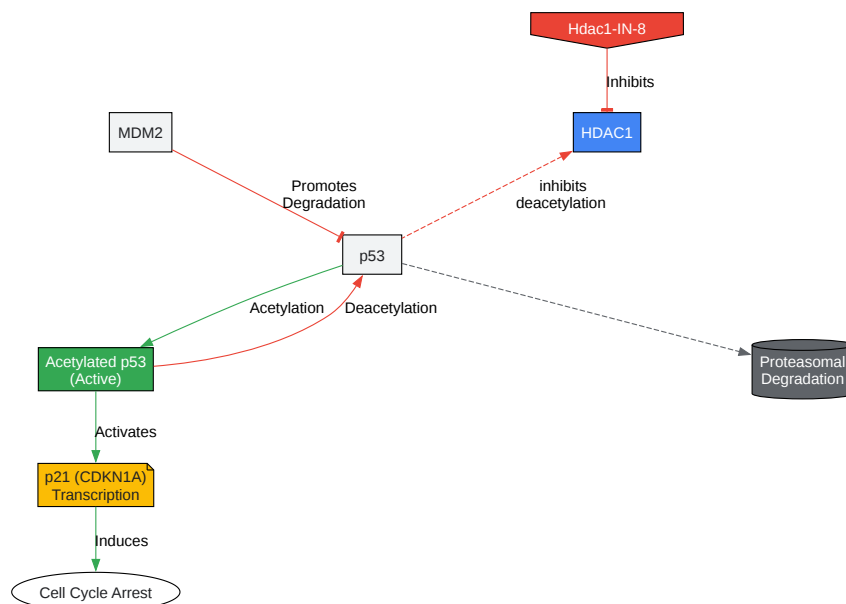 Hdac1-IN-8
Inhibits
MDM2
HDAC1
Promotes
Degradation
inhibits
deacetylation
p53
Acetylation
Deacetylation
Acetylated p53
(Active)
Proteasomal
Degradation
Activates
p21 (CDKN1A)
Transcription
Induces
Cell Cycle Arrest